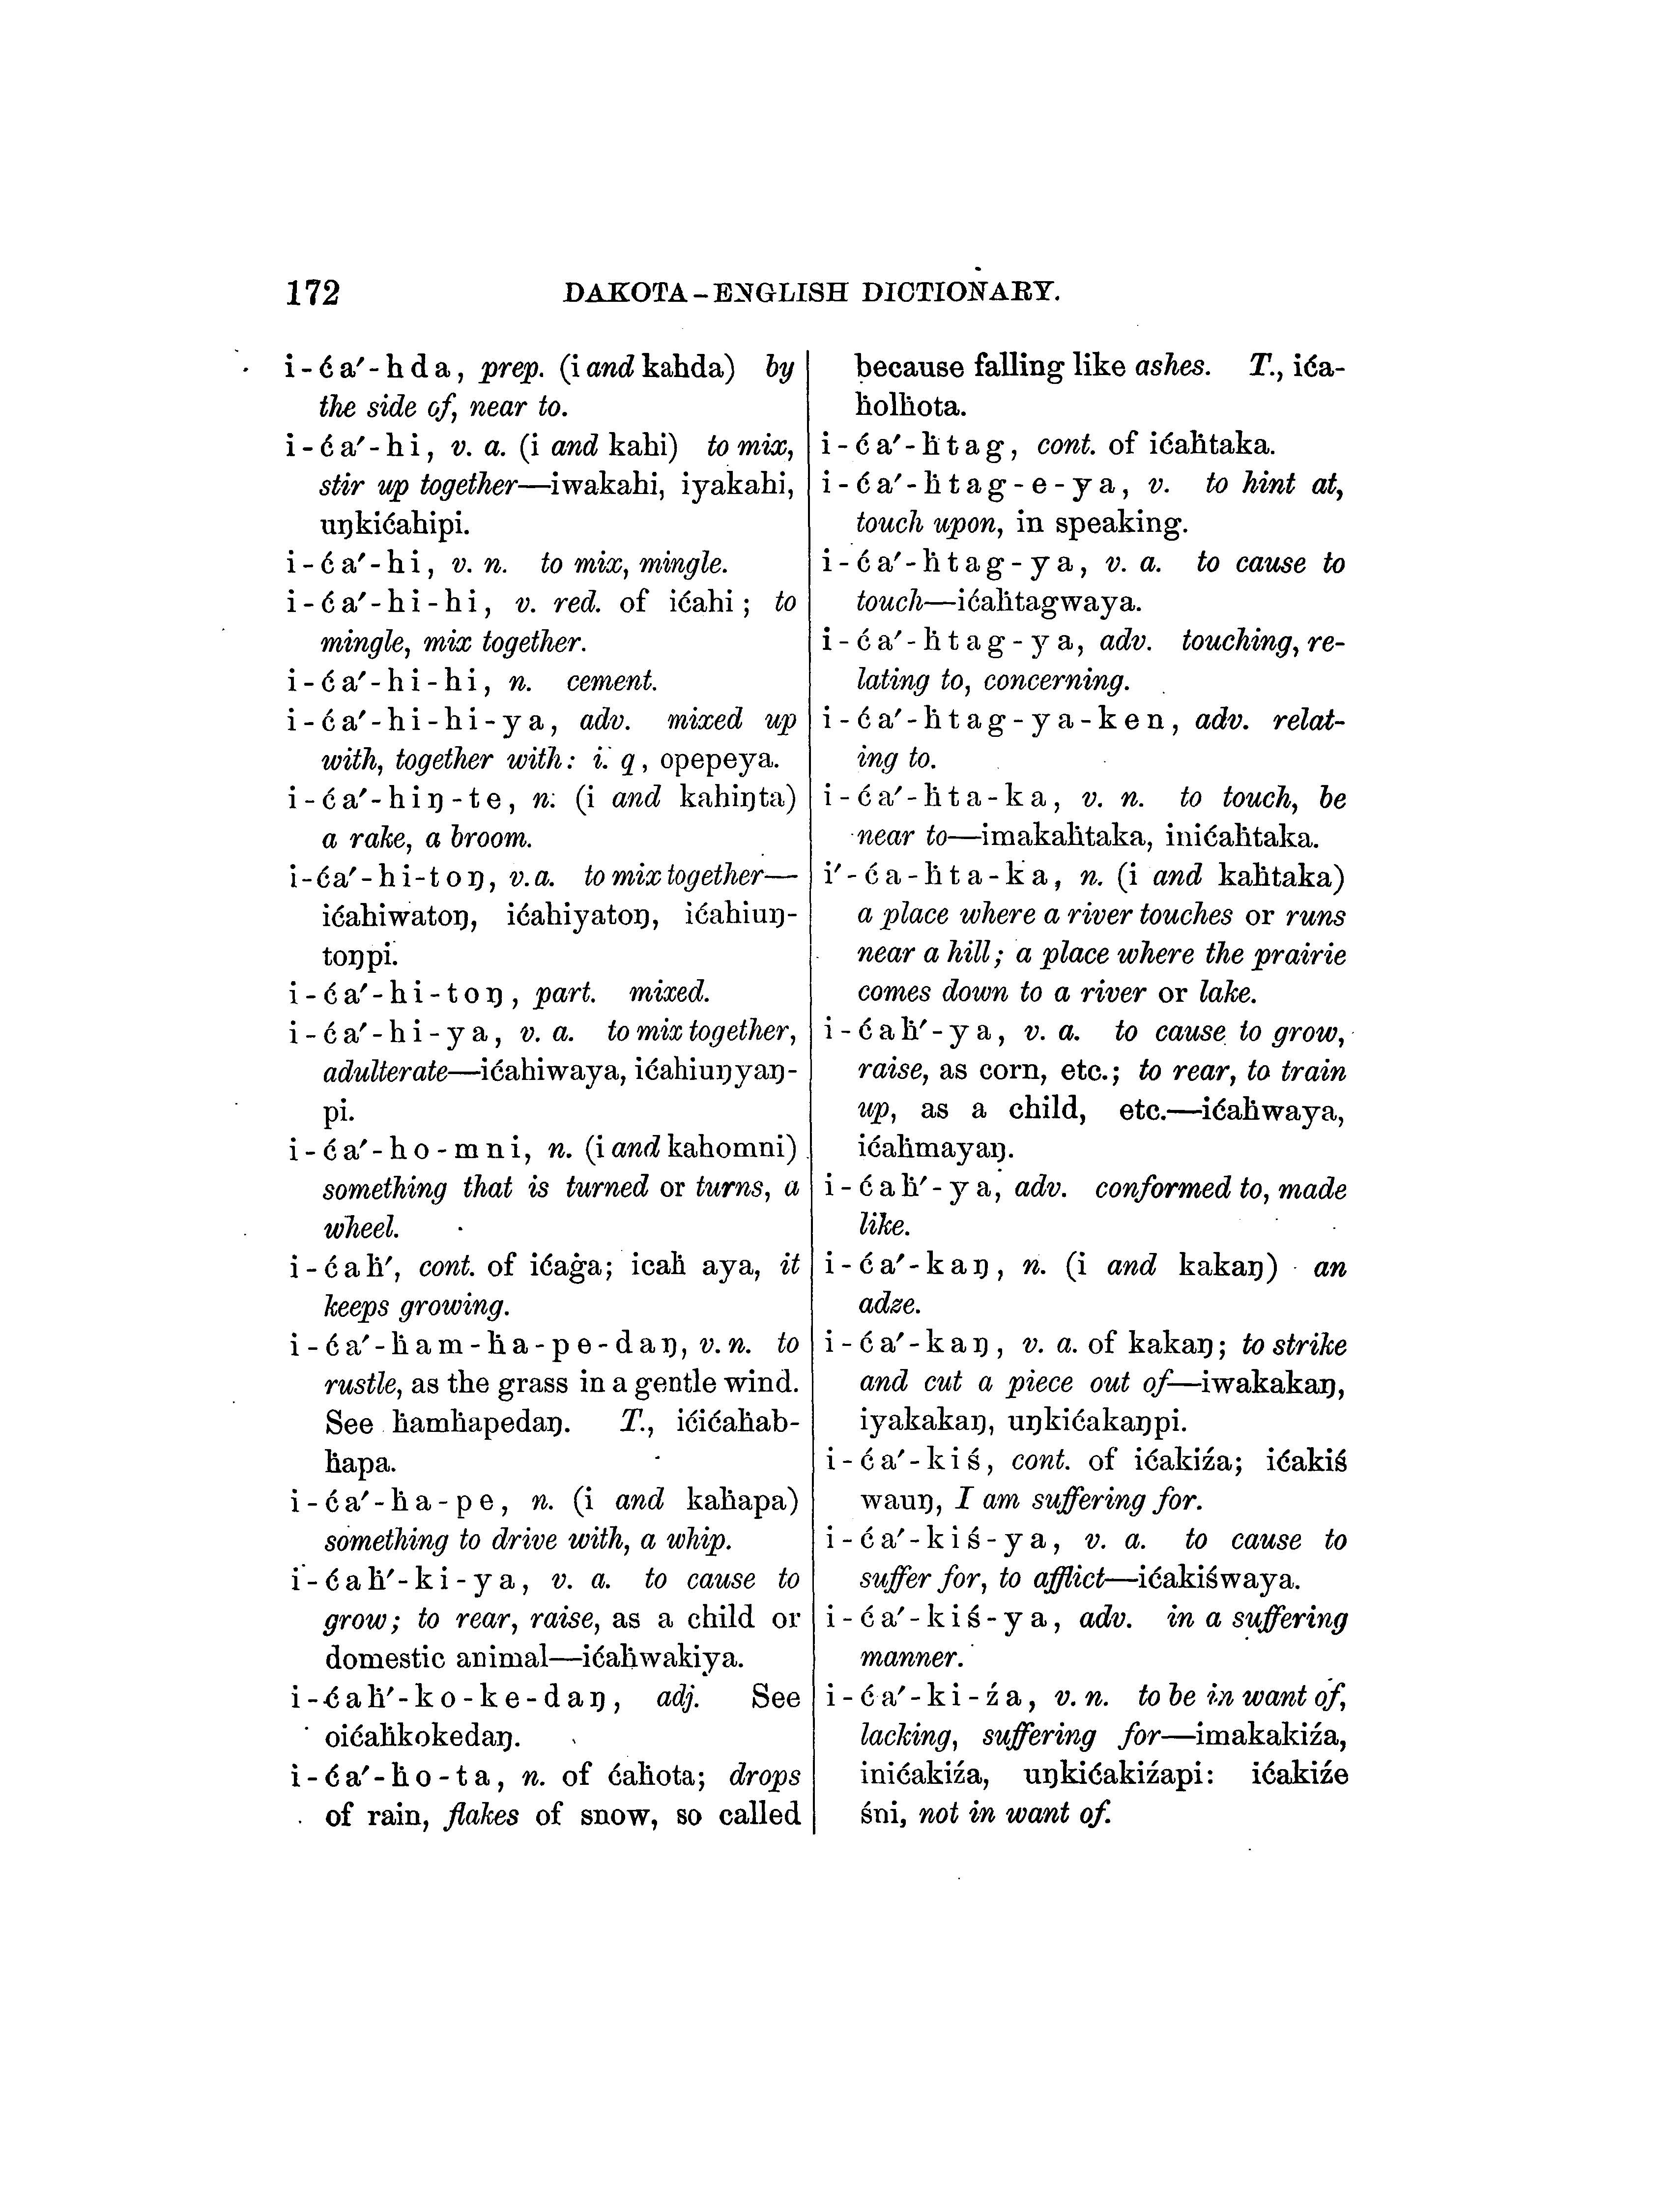 172 DAKOTA-ENGLISH DICTIONARY.
i-ća′-hda, prep. (i and kahda) by
the side of, near to.
i-ća′-hi, v. a. (i and kahi) to mix,
stir up together—iwakahi, iyakahi,
uŋkićahipi.
i-ća′-hi, v. n. to mix, mingle.
i-ća′-hi-hi, v. red. of ićahi; to
mingle, mix together.
i-ća′-hi-hi, n. cement.
i-ća′-hi-hi-ya, adv. mixed up
with, together with: i. q, opepeya.
i-ća′-hiŋ-te, n. (i and kahiŋta)
a rake, a broom.
i-ća′-hi-toŋ, v. a. to mix together—
ićahiwatoŋ, ićahiyatoŋ, ićahiuŋ-
toŋpi.
i-ća′-hi-toŋ, part. mixed.
i-ća′-hi-ya, v. a. to mix together,
adulterate—ićahiwaya, ićahiuŋyaŋ-
pi.
i-ća′-ho-mni, n. (i and kahomni)
something that is turned or turns, a
wheel.
i-ćaḣ′, cont. of ićaġa; icaḣ aya, it
keeps growing.
i-ća′-ḣam-ḣa-pe-daŋ, v. n. to
rustle, as the grass in a gentle wind.
See ḣamḣapedaŋ. T., ićićaḣab-
ḣapa.
i-ća′-ḣa-pe, n. (i and kaḣapa)
something to drive with, a whip.
i-ćaḣ′-ki-ya, v. a. to cause to
grow; to rear, raise, as a child or
domestic animal—ićaḣwakiya.
i-ćaḣ′-ko-ke-daŋ, adj. See
oićaḣkokedaŋ.
i-ća′-ḣo-ta, n. of ćaḣota; drops
of rain, flakes of snow, so called
because falling like ashes. T., ića-
ḣolḣota.
i-ća′-ḣtag, cont. of ićaḣtaka.
i-ća′-ḣtag-e-ya, v. to hint at,
touch upon, in speaking.
i-ća′-ḣtag-ya, v. a. to cause to
touch—ićaḣtagwaya.
i-ća′-ḣtag-ya, adv. touching, re-
lating to, concerning.
i-ća′-ḣtag-ya-ken, adv. relat-
ing to.
i-ća′-ḣta-ka, v. n. to touch, be
near to—imakaḣtaka, inićaḣtaka.
i′-ća-ḣta-ka, n. (i and kaḣtaka)
a place where a river touches or runs
near a hill; a place where the prairie
comes down to a river or lake.
i-ćaḣ′-ya, v. a. to cause to grow,
raise, as corn, etc.; to rear, to train
up, as a child, etc.—ićaḣwaya,
ićaḣmayaŋ.
i-ćaḣ′-ya, adv. conformed to, made
like.
i-ća′-kaŋ, n. (i and kakaŋ) an
adze.
i-ća′-kaŋ, v. a. of kakaŋ; to strike
and cut a piece out of—iwakakaŋ,
iyakakaŋ, uŋkićakaŋpi.
i-ća′-kiś, cont. of ićakiźa; ićakiś
wauŋ, I am suffering for.
i-ća′-kiś-ya, v. a. to cause to
suffer for, to afflict—ićakiśwaya.
i-ća′-kiś-ya, adv. in a suffering
manner.
i-ća′-ki-źa, v. n. to be in want of,
lacking, suffering for—imakakiźa,
inićakiźa, uŋkićakiźapi: ićakiźe
śni, not in want of.